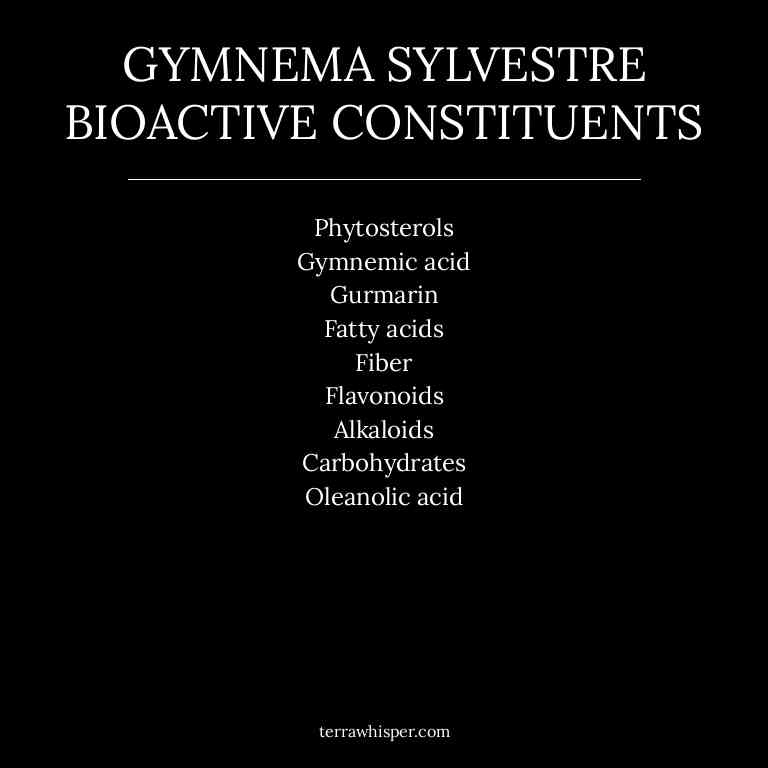 GYMNEMA SYLVESTRE
BIOACTIVE CONSTITUENTS
Phytosterols
Gymnemic acid
Gurmarin
Fatty acids
Fiber
Flavonoids
Alkaloids
Carbohydrates
Oleanolic acid
terrawhisper.com